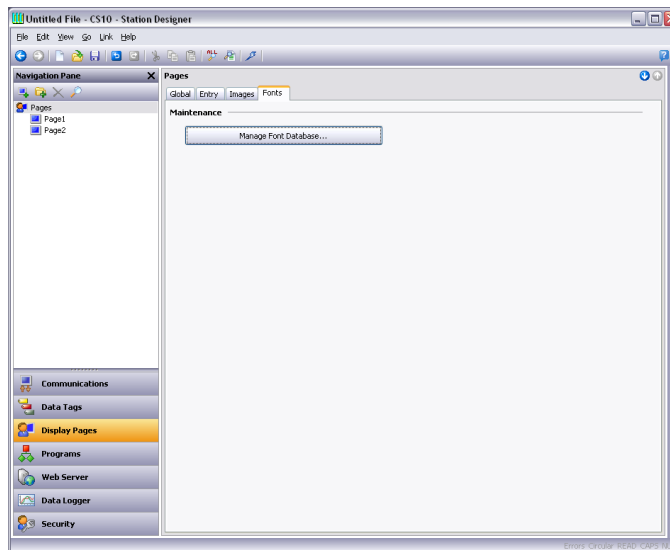 Untitled File - CS10 - Station Designer
File Edit View Go Link Help
Navigation Pane
Pages
Page1
Page2
Pages
Global Entry Images Fonts
Maintenance
Manage Font Database...
Communications
Data Tags
Display Pages
Programs
Web Server
Data Logger
Security
Errors Circular READ CAPS